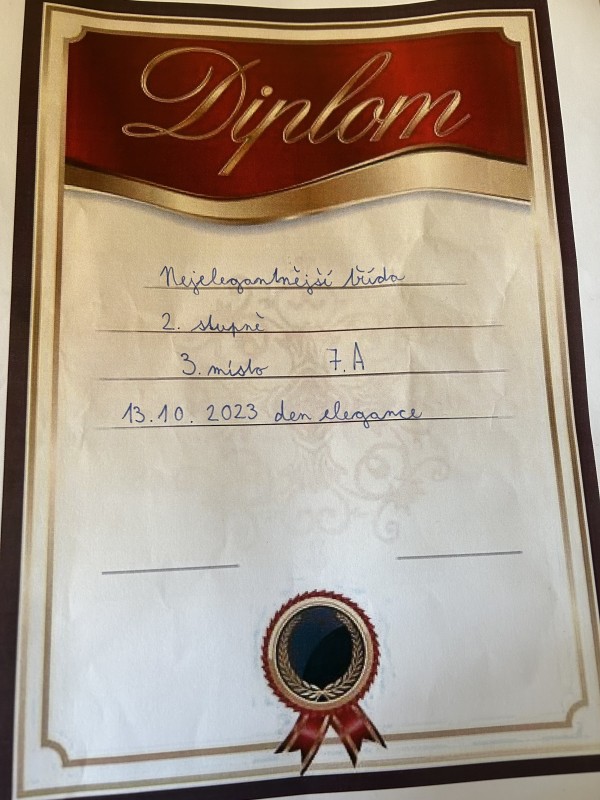 Diplom
Nejelegantnější třída
2. stupně
3. místo 7. A
13.10. 2023 den elegance